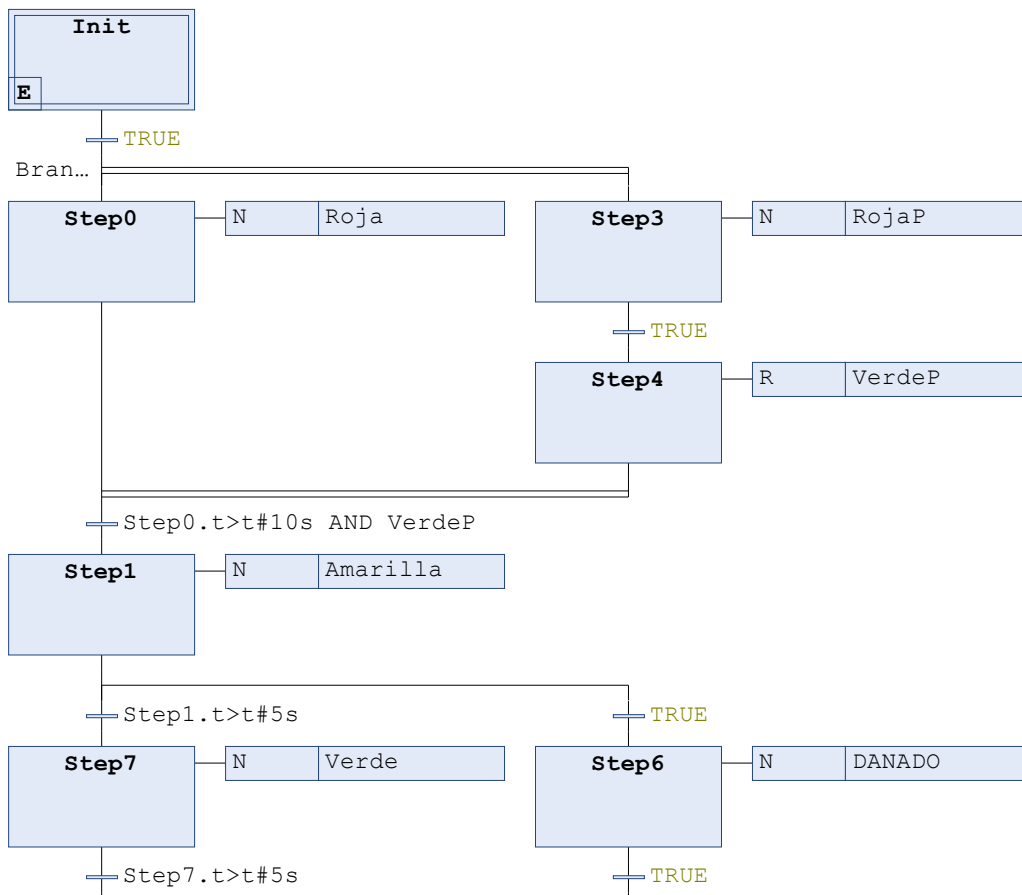 Init
E
TRUE
Bran…
Step0 N Roja Step3 N RojaP
TRUE
Step4 R VerdeP
Step0.t>t#10s AND VerdeP
Step1 N Amarilla
Step1.t>t#5s TRUE
Step7 N Verde Step6 N DANADO
Step7.t>t#5s TRUE